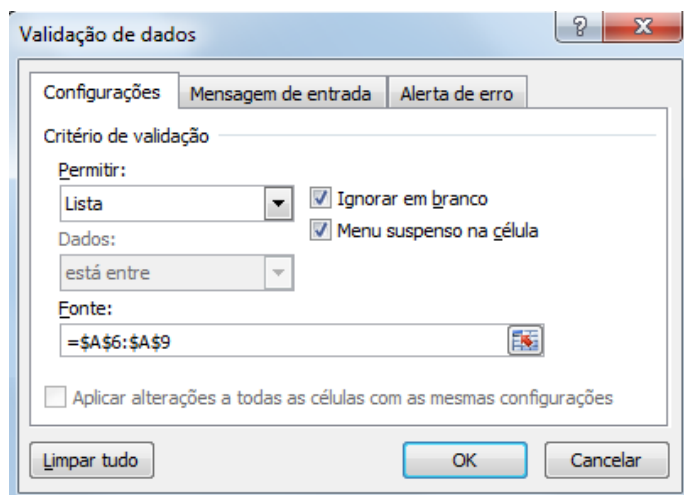 Validação de dados
Configurações Mensagem de entrada Alerta de erro
Critério de validação
Permitir:
Lista
Ignorar em branco
Menu suspenso na célula
Dados:
está entre
Fonte:
=$A$6:$A$9
Aplicar alterações a todas as células com as mesmas configurações
Limpar tudo OK Cancelar